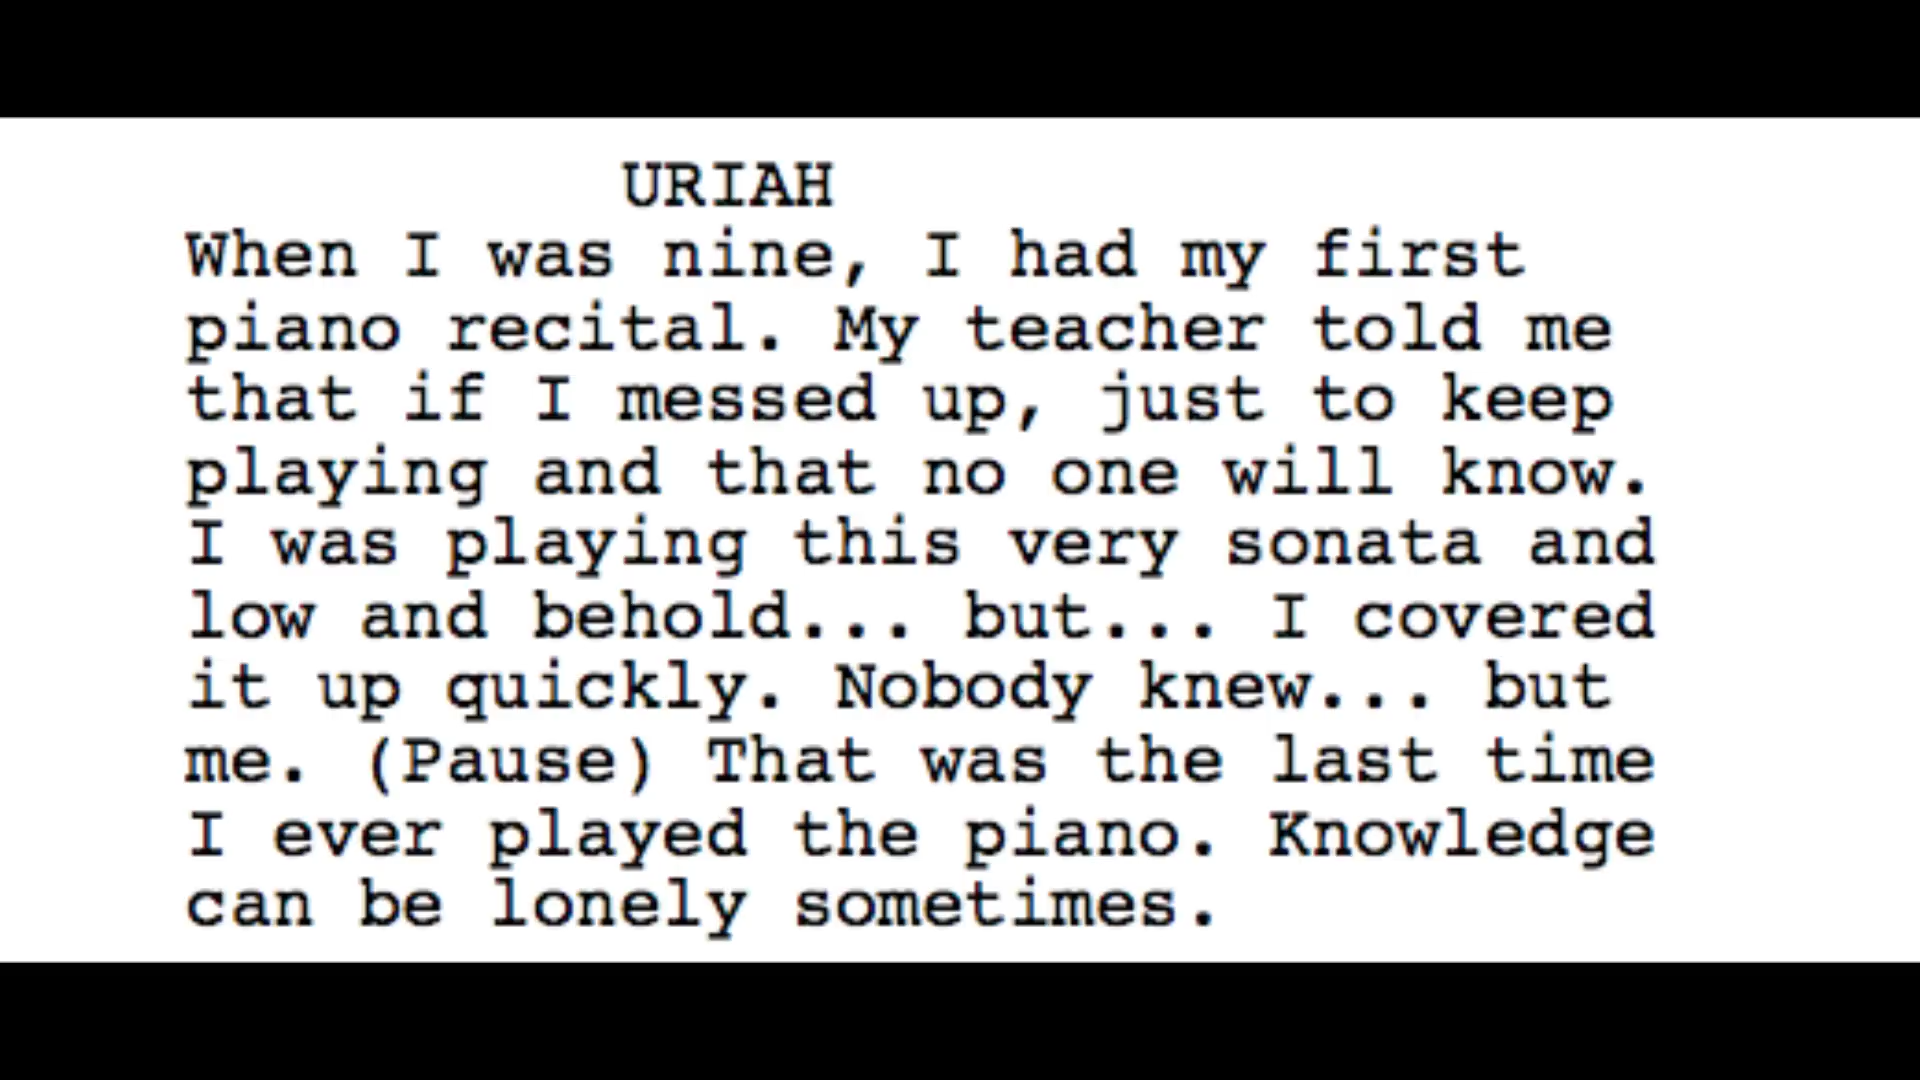 URIAH
When I was nine, I had my first
piano recital. My teacher told me
that if I messed up, just to keep
playing and that no one will know.
I was playing this very sonata and
low and behold... but... I covered
it up quickly. Nobody knew... but
me. (Pause) That was the last time
I ever played the piano. Knowledge
can be lonely sometimes.